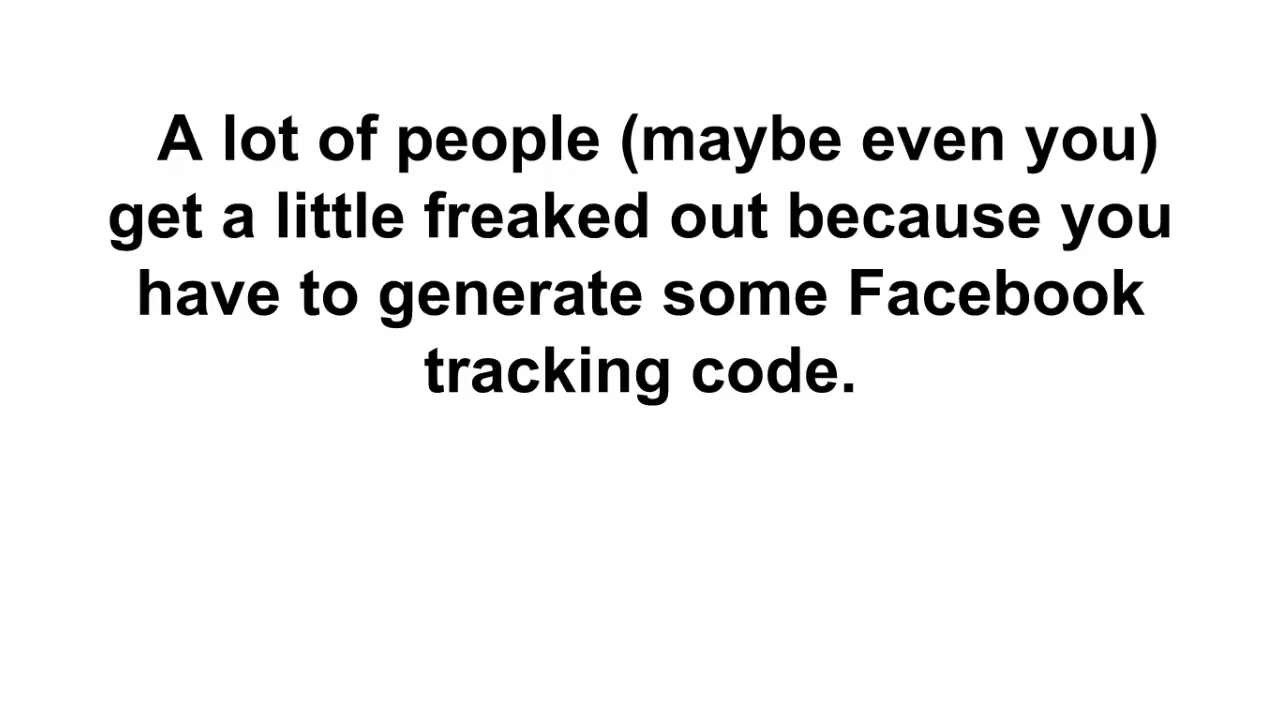 A lot of people (maybe even you)
get a little freaked out because you
have to generate some Facebook
tracking code.